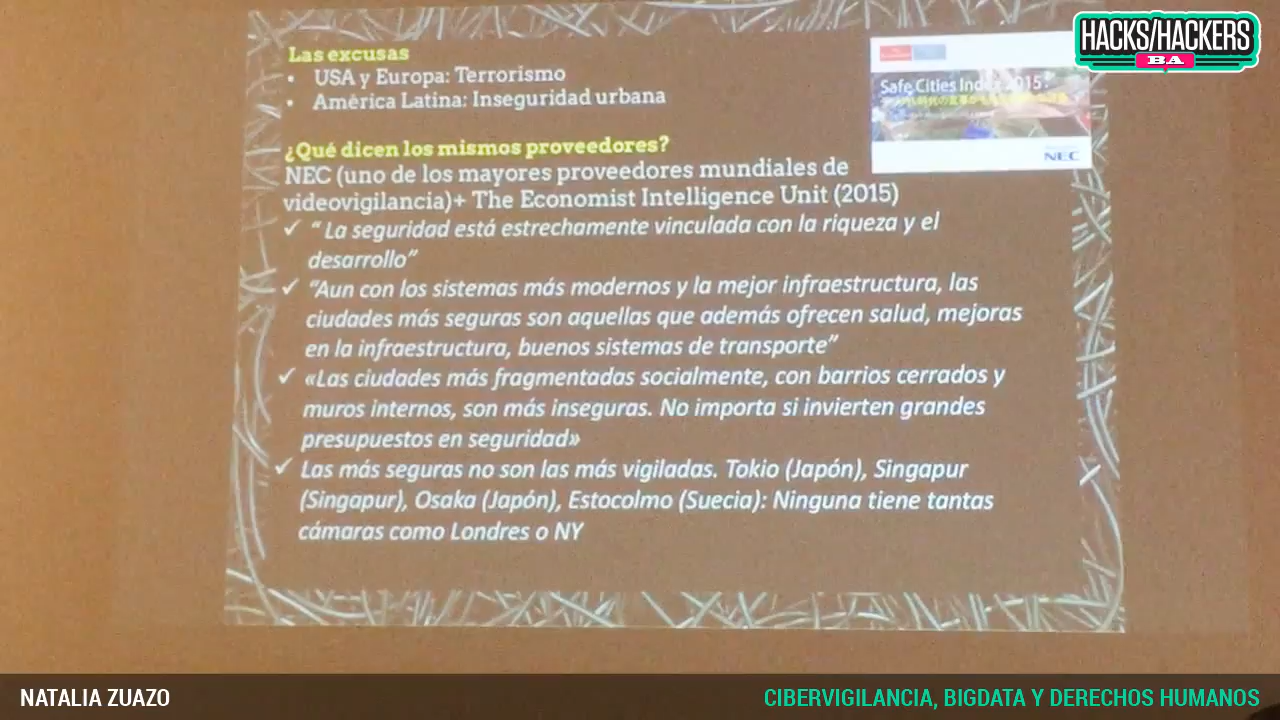 HACKS/HACKERS
BA
Las excusas
• USA y Europa: Terrorismo
• América Latina: Inseguridad urbana
¿Qué dicen los mismos proveedores?
NEC (uno de los mayores proveedores mundiales de
videovigilancia)+ The Economist Intelligence Unit (2015)
✓ “ La seguridad está estrechamente vinculada con la riqueza y el
desarrollo”
✓ “Aun con los sistemas más modernos y la mejor infraestructura, las
ciudades más seguras son aquellas que además ofrecen salud, mejoras
en la infraestructura, buenos sistemas de transporte”
✓ «Las ciudades más fragmentadas socialmente, con barrios cerrados y
muros internos, son más inseguras. No importa si invierten grandes
presupuestos en seguridad»
✓ Las más seguras no son las más vigiladas. Tokio (Japón), Singapur
(Singapur), Osaka (Japón), Estocolmo (Suecia): Ninguna tiene tantas
cámaras como Londres o NY
Safe Cities Index 2015:
NEC
NATALIA ZUAZO
CIBERVIGILANCIA, BIGDATA Y DERECHOS HUMANOS